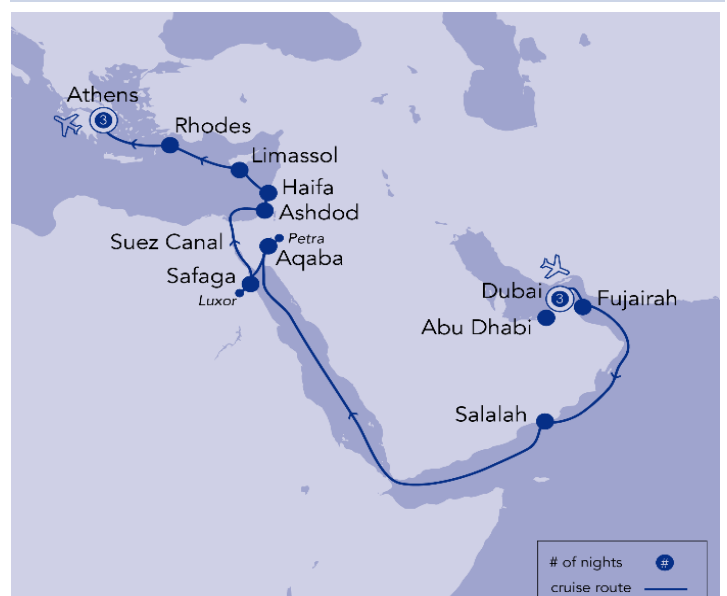 Athens
3
Rhodes
Limassol
Haifa
Ashdod
Suez Canal
Petra
Aqaba
Safaga
Luxor
Dubai
3
Fujairah
Abu Dhabi
Salalah
# of nights #
cruise route